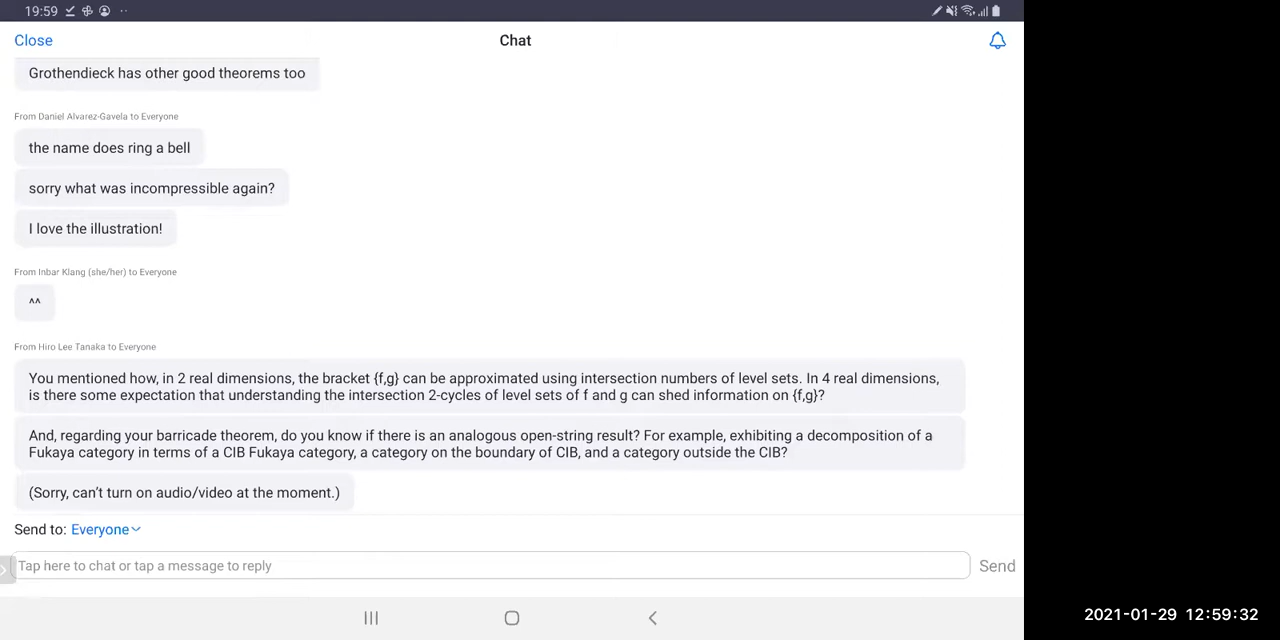 19:59
Close
Chat
Grothendieck has other good theorems too
From Daniel Alvarez-Gavela to Everyone
the name does ring a bell
sorry what was incompressible again?
I love the illustration!
From Inbar Klang (she/her) to Everyone
^^
From Hiro Lee Tanaka to Everyone
You mentioned how, in 2 real dimensions, the bracket {f,g} can be approximated using intersection numbers of level sets. In 4 real dimensions,
is there some expectation that understanding the intersection 2-cycles of level sets of f and g can shed information on {f,g}?
And, regarding your barricade theorem, do you know if there is an analogous open-string result? For example, exhibiting a decomposition of a
Fukaya category in terms of a CIB Fukaya category, a category on the boundary of CIB, and a category outside the CIB?
(Sorry, can’t turn on audio/video at the moment.)
Send to: Everyone
Tap here to chat or tap a message to reply
Send
2021-01-29 12:59:32